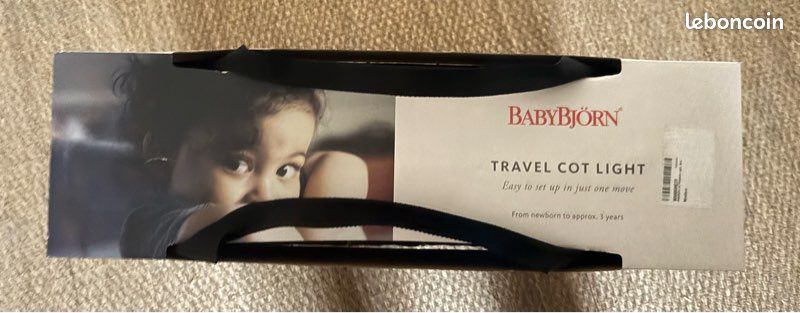 leboncoin
BABYBJÖRN
TRAVEL COT LIGHT
Easy to set up in just one move
From newborn to approx. 3 years